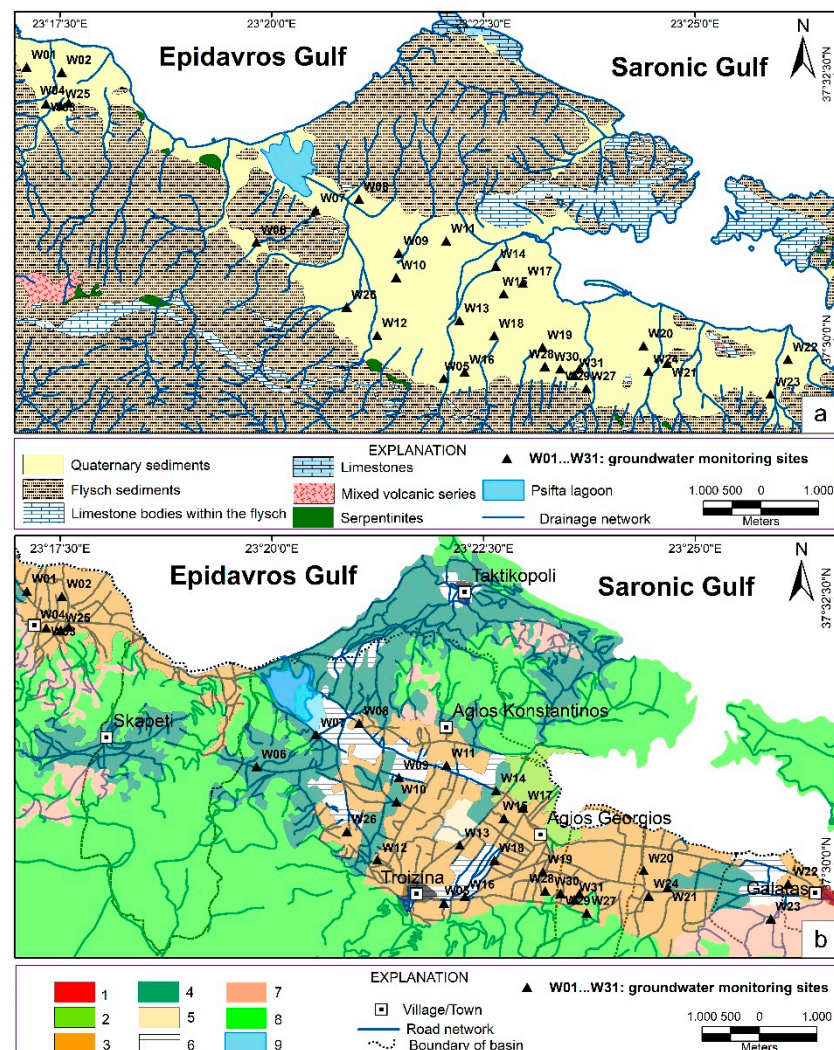 23°17'30"E 23°20'0"E 23°22'30"E 23°25'0"E
Epidavros Gulf
Saronic Gulf
N
37°32'30"N
W01
W02
W04 W25
W03
W08
W07
W06
W11
W09
W14
W10
W15 W17
W26
W13
W12
W18
W19
W20
W22
W05 W16
W28 W30 W31
W24
W21
W29 W27
W23
37°30'0"N
a
EXPLANATION
Quaternary sediments
Flysch sediments
Limestone bodies within the flysch
Limestones
Mixed volcanic series
Serpentinites
W01...W31: groundwater monitoring sites
Psifta lagoon
Drainage network
1.000 500 0 1.000
Meters
23°17'30"E 23°20'0"E 23°22'30"E 23°25'0"E
Epidavros Gulf
Saronic Gulf
N
37°32'30"N
Taktikopoli
W01
W02
W04 W25
W03
Skapeti
Agios Konstantinos
W08
W07
W06
W11
W09
W14
W10
W15 W17
Agios Georgios
W26
W13
W12
W18
Troizina
W19
W20
W22
Galatas
W05 W16
W28 W30 W31
W24
W21
W29 W27
W23
37°30'0"N
b
EXPLANATION
1
2
3
4
5
6
7
8
9
Village/Town
Road network
Boundary of basin
W01...W31: groundwater monitoring sites
1.000 500 0 1.000
Meters